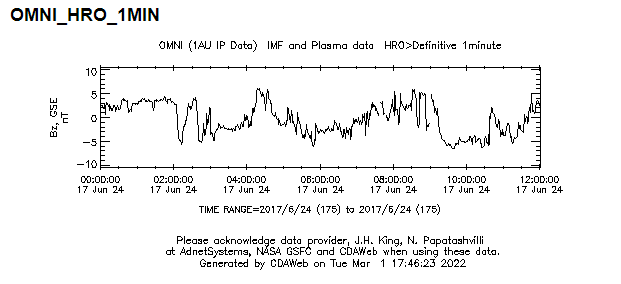 OMNI_HRO_1MIN
OMNI (1AU IP Data) IMF and Plasma data HRO>Definitive 1minute
10
5
0
-5
-10
Bz, GSE
nT
00:00:00 02:00:00 04:00:00 06:00:00 08:00:00 10:00:00 12:00:00
17 Jun 24 17 Jun 24 17 Jun 24 17 Jun 24 17 Jun 24 17 Jun 24 17 Jun 24
TIME RANGE=2017/6/24 (175) to 2017/6/24 (175)
Please acknowledge data provider, J.H. King, N. Papatashvilli
at AdnetSystems, NASA GSFC and CDAWeb when using these data.
Generated by CDAWeb on Tue Mar 1 17:46:23 2022